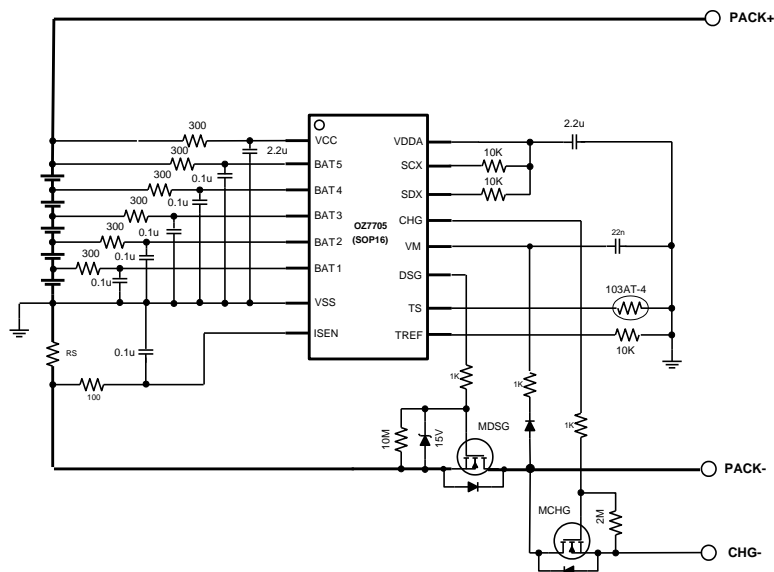 PACK+
300
VCC
2.2u
VDDA
2.2u
300
BAT5
0.1u
SCX
10K
300
BAT4
0.1u
SDX
10K
300
BAT3
0.1u
OZ7705
(SOP16)
CHG
300
BAT2
0.1u
VM
22n
300
BAT1
0.1u
DSG
103AT-4
VSS
TS
ISEN
TREF
10K
RS
0.1u
100
1K
1K
1K
10M
15V
MDSG
PACK-
MCHG
2M
CHG-